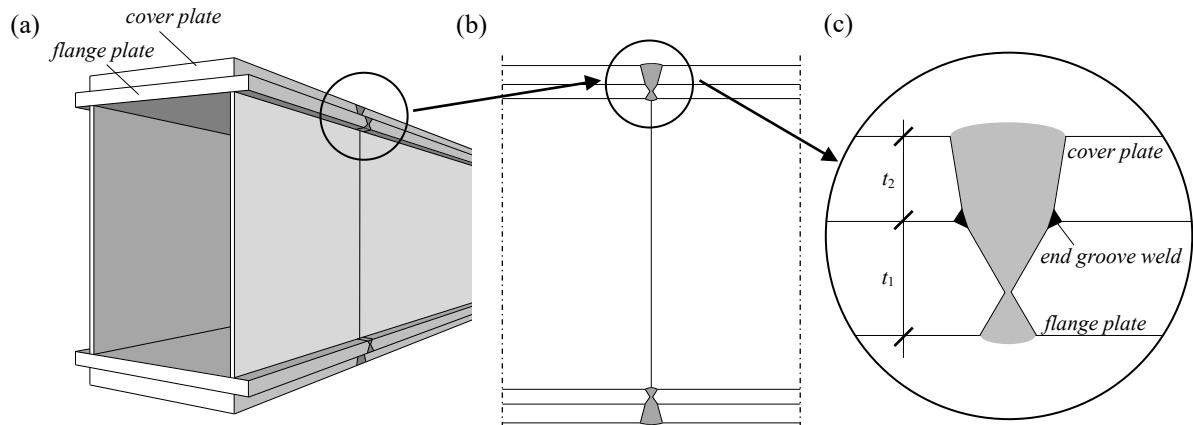 (a)
cover plate
flange plate
(b)
(c)
cover plate
t2
end groove weld
t1
flange plate